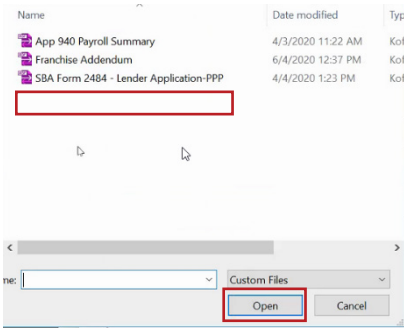 Name Date modified Typ
App 940 Payroll Summary 4/3/2020 11:22 AM Kof
Franchise Addendum 6/4/2020 12:37 PM Kof
SBA Form 2484 - Lender Application-PPP 4/4/2020 1:23 PM Kof
me: Custom Files
Open Cancel